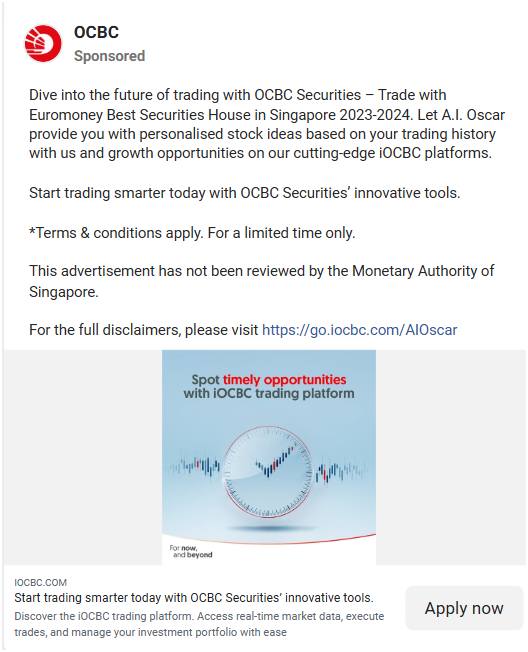 OCBC
Sponsored
Dive into the future of trading with OCBC Securities – Trade with
Euromoney Best Securities House in Singapore 2023-2024. Let A.I. Oscar
provide you with personalised stock ideas based on your trading history
with us and growth opportunities on our cutting-edge iOCBC platforms.
Start trading smarter today with OCBC Securities’ innovative tools.
*Terms & conditions apply. For a limited time only.
This advertisement has not been reviewed by the Monetary Authority of
Singapore.
For the full disclaimers, please visit https://go.iocbc.com/AIOscar
Spot timely opportunities
with iOCBC trading platform
For now,
and beyond
IOCBC.COM
Start trading smarter today with OCBC Securities’ innovative tools.
Discover the iOCBC trading platform. Access real-time market data, execute
trades, and manage your investment portfolio with ease
Apply now